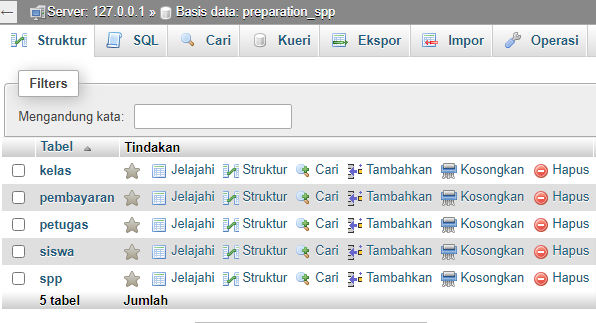 Server: 127.0.0.1 » Basis data: preparation_spp
Struktur SQL Cari Kueri Ekspor Impor Operasi
Filters
Mengandung kata:
Tabel Tindakan
kelas Jelajahi Struktur Cari Tambahkan Kosongkan Hapus
pembayaran Jelajahi Struktur Cari Tambahkan Kosongkan Hapus
petugas Jelajahi Struktur Cari Tambahkan Kosongkan Hapus
siswa Jelajahi Struktur Cari Tambahkan Kosongkan Hapus
spp Jelajahi Struktur Cari Tambahkan Kosongkan Hapus
5 tabel Jumlah